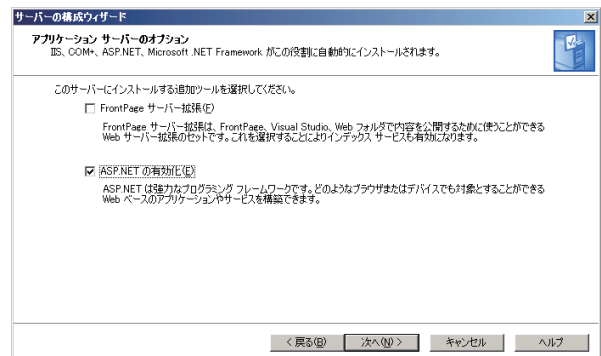 サーバーの構成ウィザード
アプリケーション サーバーのオプション
IIS、COM+、ASP.NET、Microsoft .NET Framework がこの役割に自動的にインストールされます。
このサーバーにインストールする追加ツールを選択してください。
FrontPage サーバー拡張(F)
FrontPage サーバー拡張は、FrontPage、Visual Studio、Web フォルダで内容を公開するために使うことができる
Web サーバー拡張のセットです。これを選択することによりインデックス サービスも有効になります。
ASP.NET の有効化(E)
ASP.NET は強力なプログラミング フレームワークです。どのようなブラウザまたはデバイスでも対象とすることができる
Web ベースのアプリケーションやサービスを構築できます。
< 戻る(B) 次へ(N) > キャンセル ヘルプ